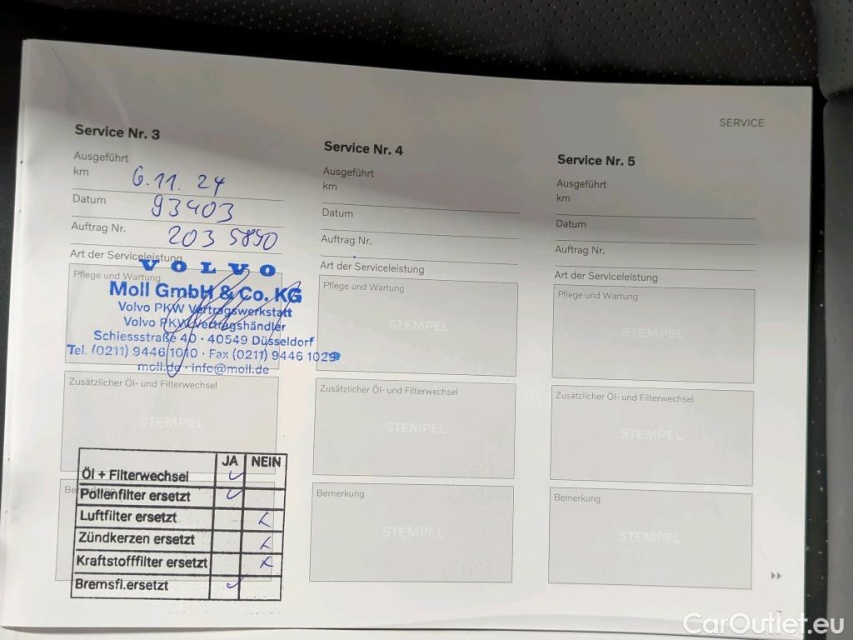 SERVICE
Service Nr. 3
Ausgeführt
km 6.11. 24
Datum 93403
Auftrag Nr. 203 5890
Art der Serviceleistung
Pflege und Wartung
VOLVO
Moll GmbH & Co. KG
Volvo PKW Vertragswerkstatt
Volvo PKW Vertragshändler
Schiessstraße 40 · 40549 Düsseldorf
Tel. (0211) 9446 1010 · Fax (0211) 9446 1029
moll.de · info@moll.de
Zusätzlicher Öl- und Filterwechsel
STEMPEL
JA NEIN
Öl + Filterwechsel
Pollenfilter ersetzt
Luftfilter ersetzt
Zündkerzen ersetzt
Kraftstofffilter ersetzt
Bremsfl.ersetzt
Service Nr. 4
Ausgeführt
km
Datum
Auftrag Nr.
Art der Serviceleistung
Pflege und Wartung
STEMPEL
Zusätzlicher Öl- und Filterwechsel
STEMPEL
Bemerkung
STEMPEL
Service Nr. 5
Ausgeführt
km
Datum
Auftrag Nr.
Art der Serviceleistung
Pflege und Wartung
STEMPEL
Zusätzlicher Öl- und Filterwechsel
STEMPEL
Bemerkung
STEMPEL
CarOutlet.eu